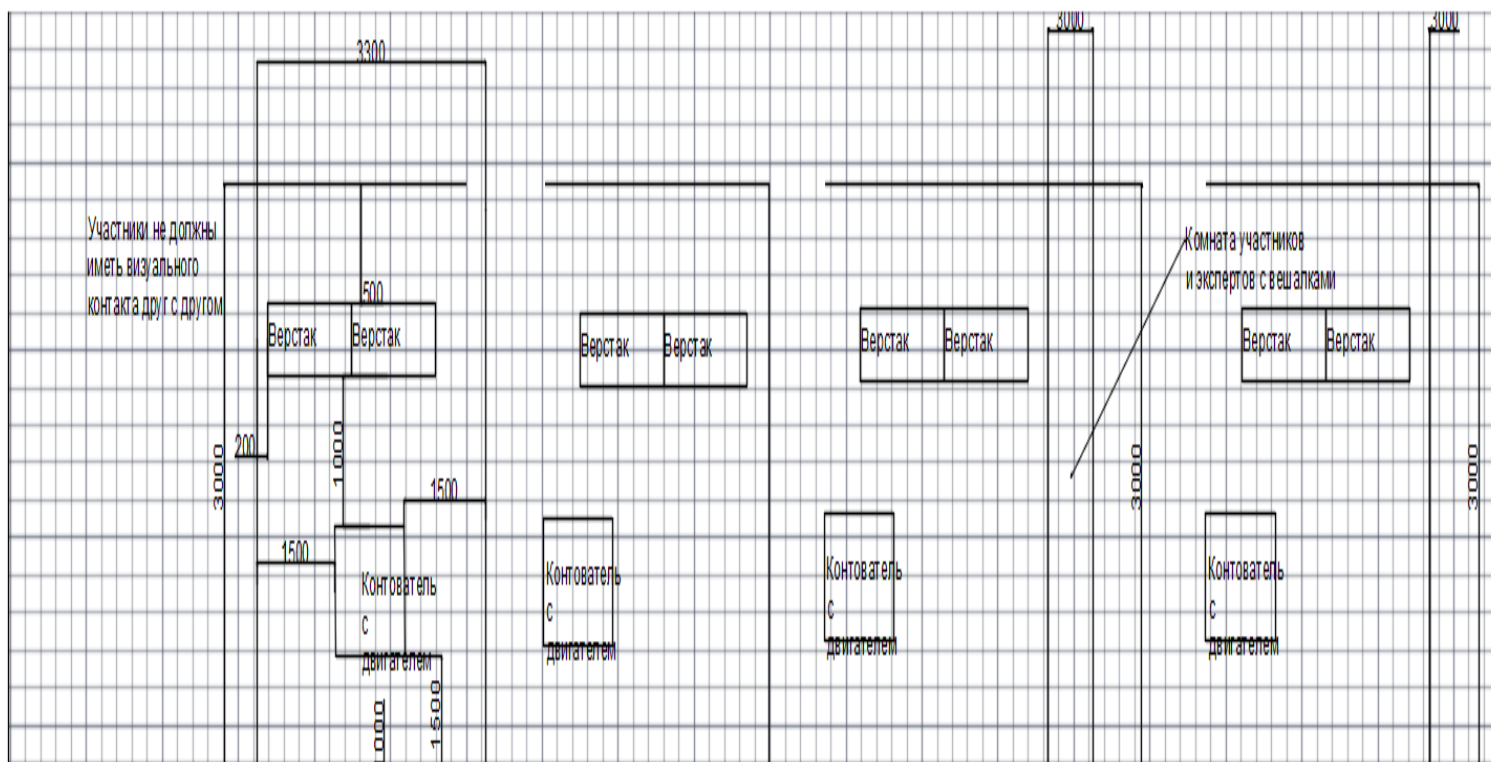 3000
3000
3300
Участники не должны
иметь визуального
контакта друг с другом
Комната участников
и экспертов с вешалками
500
Верстак
Верстак
Верстак
Верстак
Верстак
Верстак
Верстак
Верстак
200
3000
1000
1500
3000
3000
1500
Контователь
с
двигателем
Контователь
с
двигателем
Контователь
с
двигателем
Контователь
с
двигателем
1500